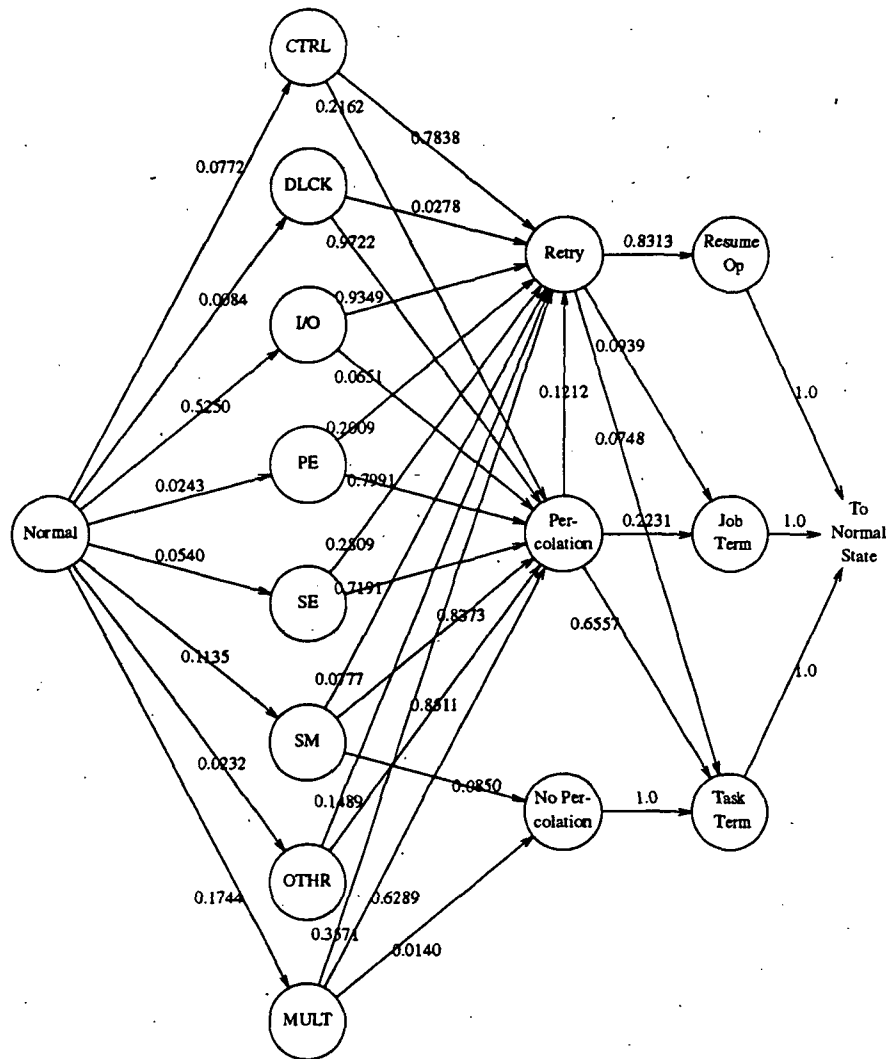 CTRL
0.2162
0.7838
0.0772
DLCK
0.0278
0.9722
Retry
0.8313
Resume
Op
0.0084
I/O
0.9349
0.0939
0.0651
0.1212
1.0
0.5250
0.2009
0.0748
PE
0.7991
0.0243
Normal
Per-
colation
0.2231
Job
Term
1.0
To
Normal
State
0.2809
0.0540
SE
0.7191
0.8373
0.6557
0.1135
0.0777
1.0
SM
0.8511
0.0232
0.0850
0.1489
No Per-
colation
1.0
Task
Term
OTHR
0.1744
0.6289
0.3571
0.0140
MULT